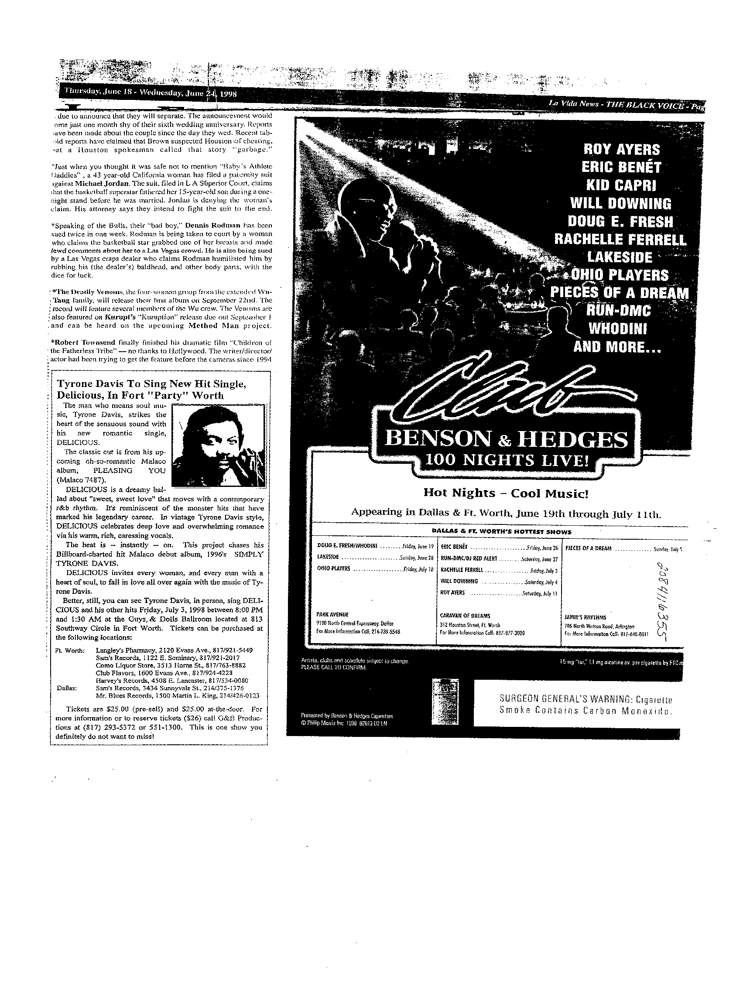 Thursday, June 18 - Wednesday, June 24, 1998
La Vida News - THE BLACK VOICE - Pag
due to announce that they will separate. The announcement would
come just one month shy of their sixth wedding anniversary. Reports
have been made about the couple since the day they wed. Recent tab-
loid reports have claimed that Brown suspected Houston of cheating,
but a Houston spokesman called that story "garbage."
"Just when you thought it was safe not to mention "Baby's Athlete
Daddies" , a 43 year-old California woman has filed a paternity suit
against Michael Jordan. The suit, filed in L A Superior Court, claims
that the basketball superstar fathered her 15-year-old son during a one-
night stand before he was married. Jordan is denying the woman's
claim. His attorney says they intend to fight the suit to the end.
*Speaking of the Bulls, their "bad boy," Dennis Rodman has been
sued twice in one week. Rodman is being taken to court by a woman
who claims the basketball star grabbed one of her breasts and made
lewd comments about her to a Las Vegas crowd. He is also being sued
by a Las Vegas craps dealer who claims Rodman humiliated him by
rubbing his (the dealer's) baldhead, and other body parts, with the
dice for luck.
*The Deadly Venoms, the four-woman group from the extended Wu-
Tang family, will release their first album on September 22nd. The
record will feature several members of the Wu crew. The Venoms are
also featured on Kurupt's "Kuruption" release due out September 1
and can be heard on the upcoming Method Man project.
*Robert Townsend finally finished his dramatic film "Children of
the Fatherless Tribe" — no thanks to Hollywood. The writer/director/
actor had been trying to get the feature before the cameras since 1994
Tyrone Davis To Sing New Hit Single,
Delicious, In Fort "Party" Worth
The man who means soul mu-
sic, Tyrone Davis, strikes the
heart of the sensuous sound with
his new romantic single,
DELICIOUS.
The classic cut is from his up-
coming oh-so-romantic Malaco
album, PLEASING YOU
(Malaco 7487).
DELICIOUS is a dreamy bal-
lad about "sweet, sweet love" that moves with a contemporary
r&b rhythm. It's reminiscent of the monster hits that have
marked his legendary career. In vintage Tyrone Davis style,
DELICIOUS celebrates deep love and overwhelming romance
via his warm, rich, caressing vocals.
The heat is -- instantly -- on. This project chases his
Billboard-charted hit Malaco debut album, 1996's SIMPLY
TYRONE DAVIS.
DELICIOUS invites every woman, and every man with a
heart of soul, to fall in love all over again with the music of Ty-
rone Davis.
Better, still, you can see Tyrone Davis, in person, sing DELI-
CIOUS and his other hits Friday, July 3, 1998 between 8:00 PM
and 1:30 AM at the Guys, & Dolls Ballroom located at 813
Southway Circle in Fort Worth. Tickets can be purchased at
the following locations:
Ft. Worth: Langley's Pharmacy, 2120 Evans Ave., 817/921-5449
Sam's Records, 1122 E. Seminary, 817/921-2017
Como Liquor Store, 3513 Horne St., 817/763-8882
Club Flavors, 1600 Evans Ave., 817/924-4228
Harvey's Records, 4508 E. Lancaster, 817/534-0080
Dallas: Sam's Records, 3434 Sunnyvale St., 214/375-1376
Mr. Blues Records, 1500 Martin L. King, 214/426-0123
Tickets are $25.00 (pre-sell) and $25.00 at-the-door. For
more information or to reserve tickets ($26) call G&B Produc-
tions at (817) 293-5372 or 551-1300. This is one show you
definitely do not want to miss!
ROY AYERS
ERIC BENÉT
KID CAPRI
WILL DOWNING
DOUG E. FRESH
RACHELLE FERRELL
LAKESIDE
OHIO PLAYERS
PIECES OF A DREAM
RUN-DMC
WHODINI
AND MORE...
Club
BENSON & HEDGES
100 NIGHTS LIVE!
Hot Nights – Cool Music!
Appearing in Dallas & Ft. Worth, June 19th through July 11th.
DALLAS & FT. WORTH'S HOTTEST SHOWS
DOUG E. FRESH/WHODINI .........Friday, June 19
LAKESIDE .......................Sunday, June 28
OHIO PLAYERS ....................Friday, July 10
PARK AVENUE
9100 North Central Expressway, Dallas
For More Information Call: 214-739-5548
ERIC BENÉT .......................Friday, June 26
RUN-DMC/DJ RED ALERT .........Saturday, June 27
RACHELLE FERRELL ..................Friday, July 3
WILL DOWNING .................Saturday, July 4
ROY AYERS .....................Saturday, July 11
CARAVAN OF DREAMS
312 Houston Street, Ft. Worth
For More Information Call: 817-877-3000
PIECES OF A DREAM ............... Sunday, July 5
JAMIE'S RHYTHMS
706 North Watson Road, Arlington
For More Information Call: 817-640-0011
2084116355
Artists, clubs and schedule subject to change.
PLEASE CALL TO CONFIRM.
15 mg "tar," 1.1 mg nicotine av. per cigarette by FTC m
Presented by Benson & Hedges Cigarettes
© Philip Morris Inc. 1998
SURGEON GENERAL'S WARNING: Cigarette
Smoke Contains Carbon Monoxide.